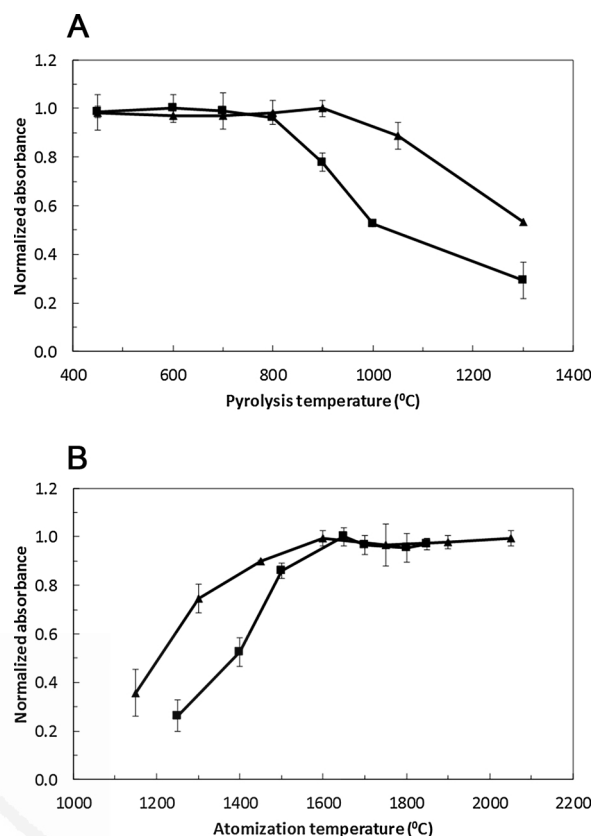 A
1.2
1.0
0.8
0.6
0.4
0.2
0.0
Normalized absorbance
400 600 800 1000 1200 1400
Pyrolysis temperature (⁰C)
B
1.2
1.0
0.8
0.6
0.4
0.2
0.0
Normalized absorbance
1000 1200 1400 1600 1800 2000 2200
Atomization temperature (⁰C)